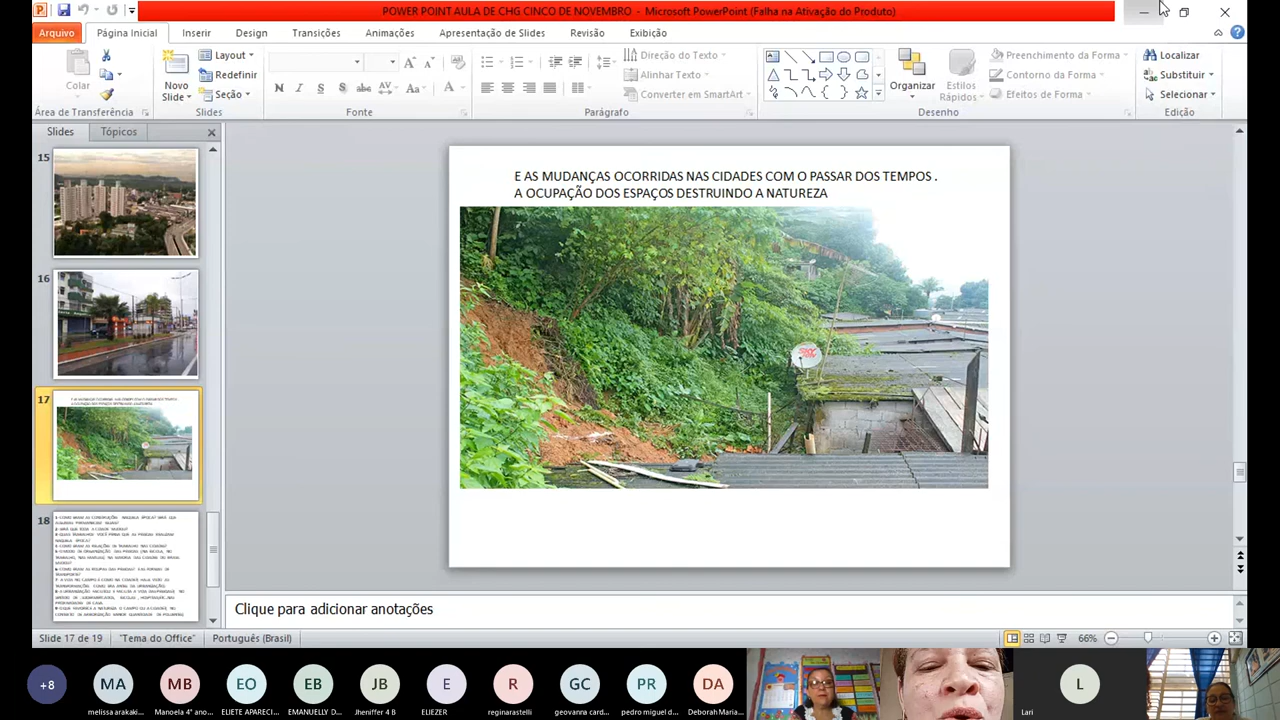 POWER POINT AULA DE CHG CINCO DE NOVEMBRO - Microsoft PowerPoint (Falha na Ativação do Produto)
Arquivo
Página Inicial
Inserir
Design
Transições
Animações
Apresentação de Slides
Revisão
Exibição
Colar
Área de Transferência
Novo
Slide
Layout
Redefinir
Seção
Slides
Fonte
Direção do Texto
Alinhar Texto
Converter em SmartArt
Parágrafo
Organizar
Estilos
Rápidos
Preenchimento da Forma
Contorno da Forma
Efeitos de Forma
Desenho
Localizar
Substituir
Selecionar
Edição
Slides
Tópicos
15
16
17
18
E AS MUDANÇAS OCORRIDAS NAS CIDADES COM O PASSAR DOS TEMPOS .
A OCUPAÇÃO DOS ESPAÇOS DESTRUINDO A NATUREZA
Clique para adicionar anotações
Slide 17 de 19
"Tema do Office"
Português (Brasil)
66%
+8
MA
MB
EO
EB
JB
E
R
GC
PR
DA
L
melissa arakaki...
Manoela 4° ano...
ELIETE APARECI...
EMANUELLY D...
Jheniffer 4 B
ELIEZER
reginarastelli
geovanna card...
pedro miguel d...
Deborah Maria...
Lari